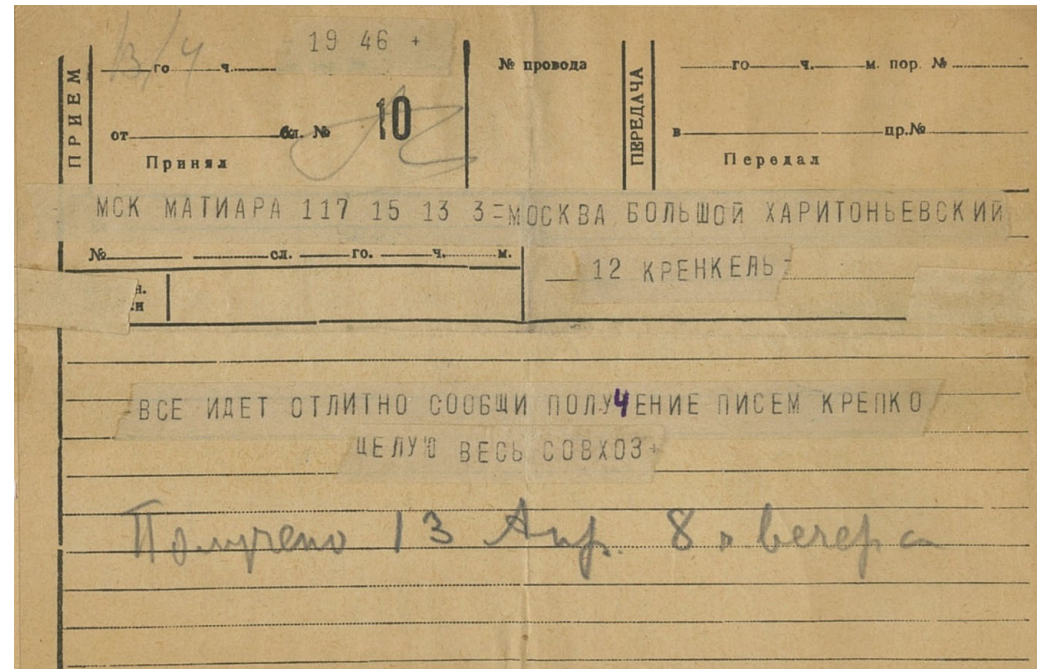 13/4
19 46 +
ПРИЕМ
го ч.
№ провода
ПЕРЕДАЧА
го ч. м. пор. №
от бл. № 10
в пр.№
Принял
Передал
МСК МАТИАРА 117 15 13 3=МОСКВА БОЛЬШОЙ ХАРИТОНЬЕВСКИЙ
№ сл. го. ч. м.
12 КРЕНКЕЛЬ=
ВСЕ ИДЕТ ОТЛИТНО СООБЩИ ПОЛУЧЕНИЕ ПИСЕМ КРЕПКО
ЦЕЛУЮ ВЕСЬ СОВХОЗ+
Получено 13 Апр. 8 ч вечера